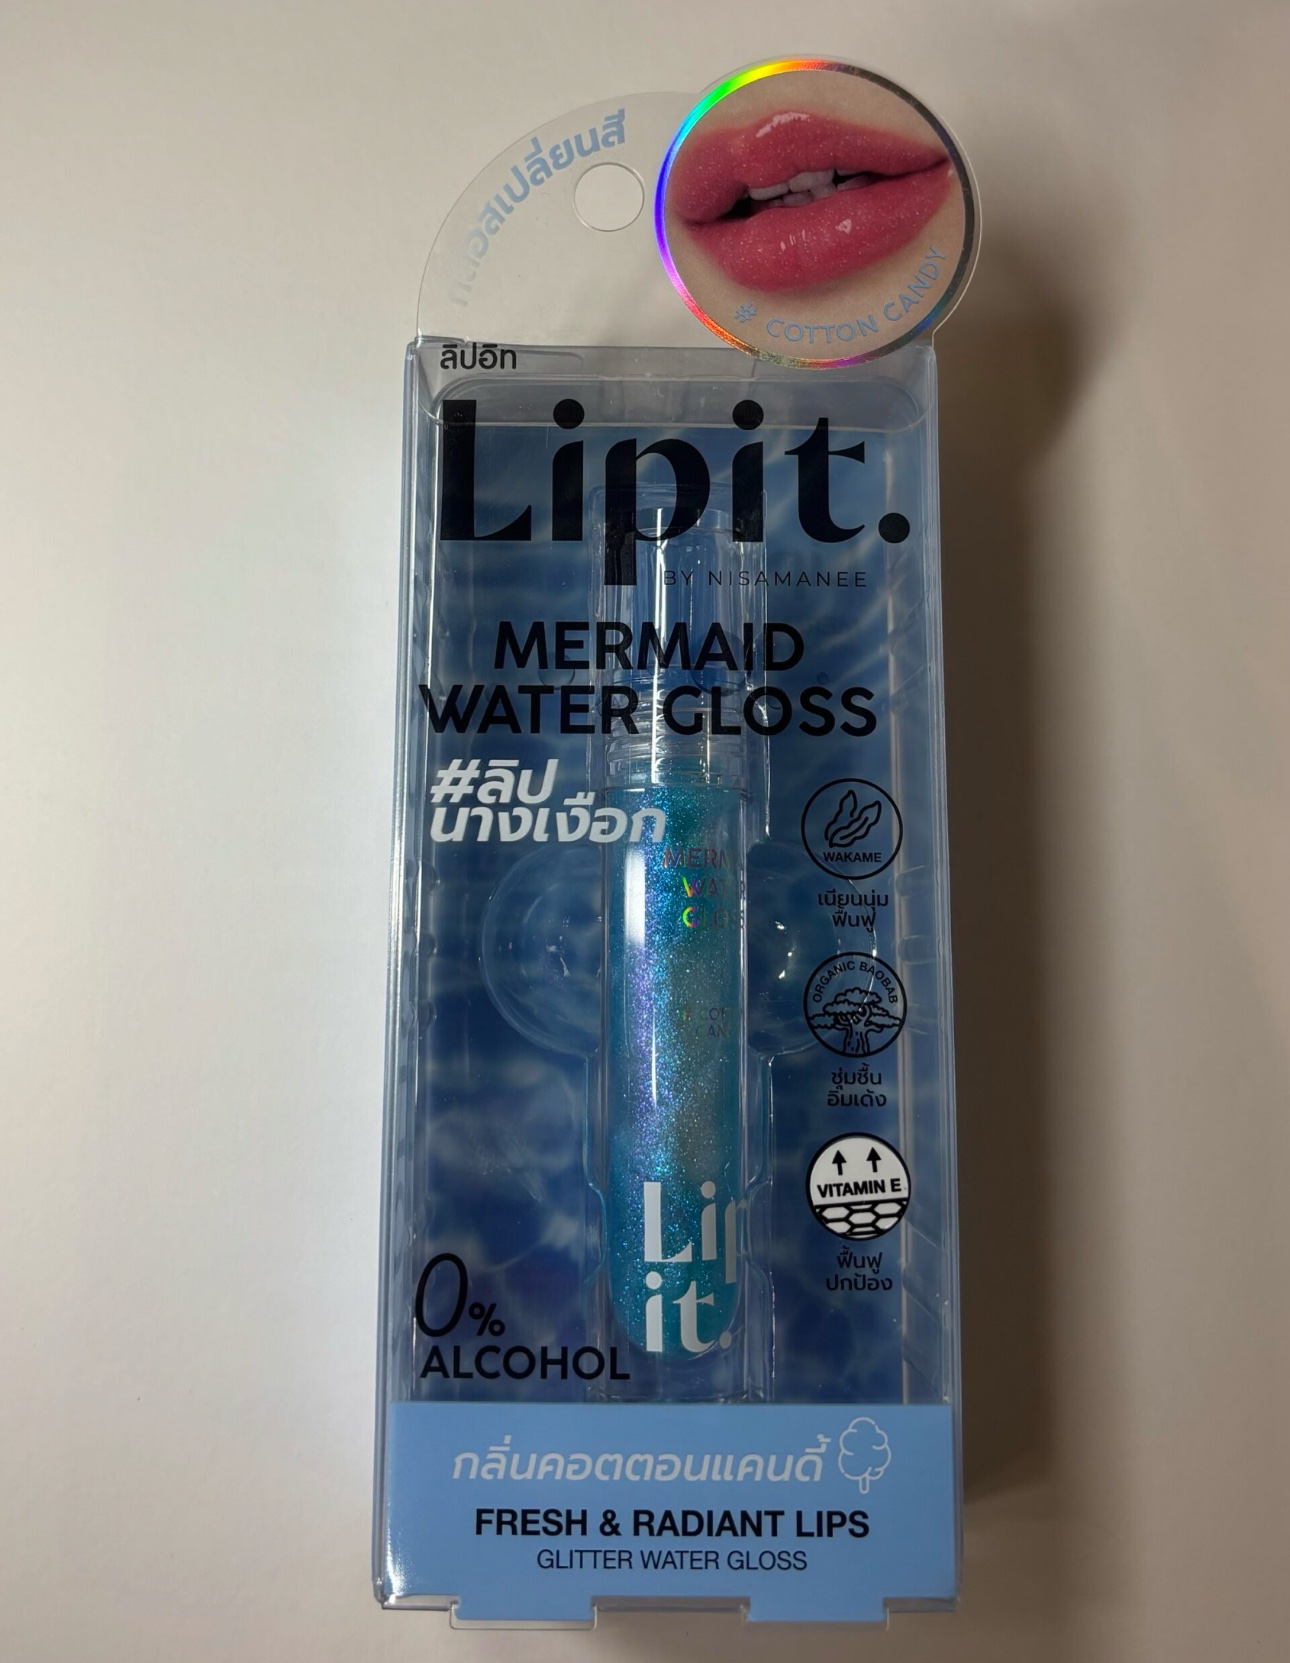 กลอสเปลี่ยนสี
# COTTON CANDY
ลิปอิท
Lipit.
BY NISAMANEE
MERMAID
WATER GLOSS
#ลิป
นางเงือก
WAKAME
เนียนนุ่ม
ฟื้นฟู
ORGANIC BAOBAB
ชุ่มชื้น
อิ่มเด้ง
VITAMIN E
ฟื้นฟู
ปกป้อง
Lip
it.
0%
ALCOHOL
กลิ่นคอตตอนแคนดี้
FRESH & RADIANT LIPS
GLITTER WATER GLOSS